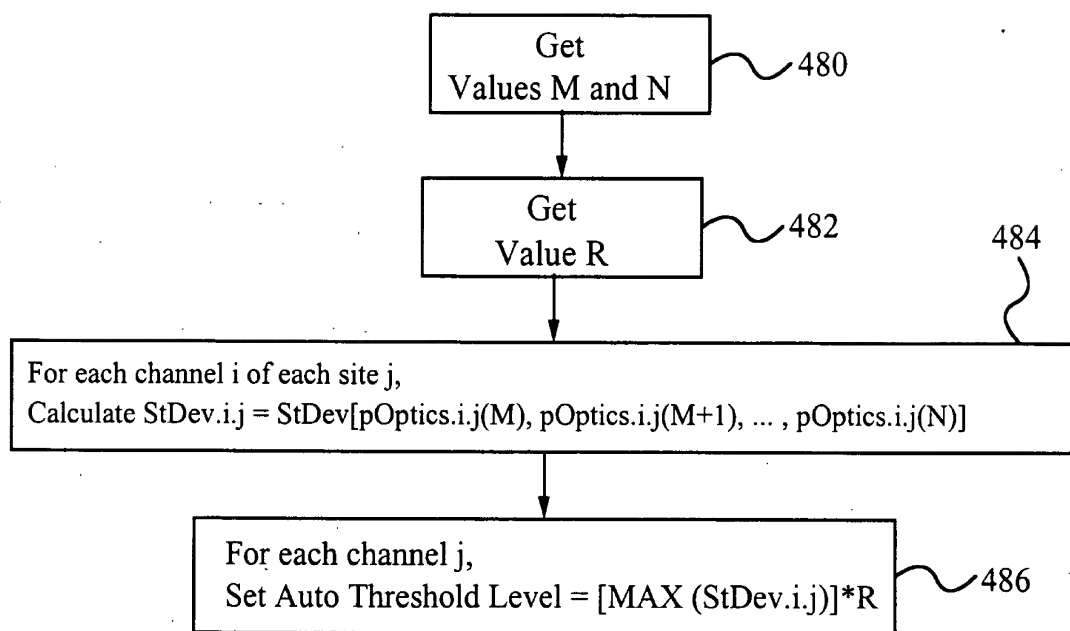 Get
Values M and N
480
Get
Value R
482
484
For each channel i of each site j,
Calculate StDev.i.j = StDev[pOptics.i.j(M), pOptics.i.j(M+1), ... , pOptics.i.j(N)]
For each channel j,
Set Auto Threshold Level = [MAX (StDev.i.j)]*R
486